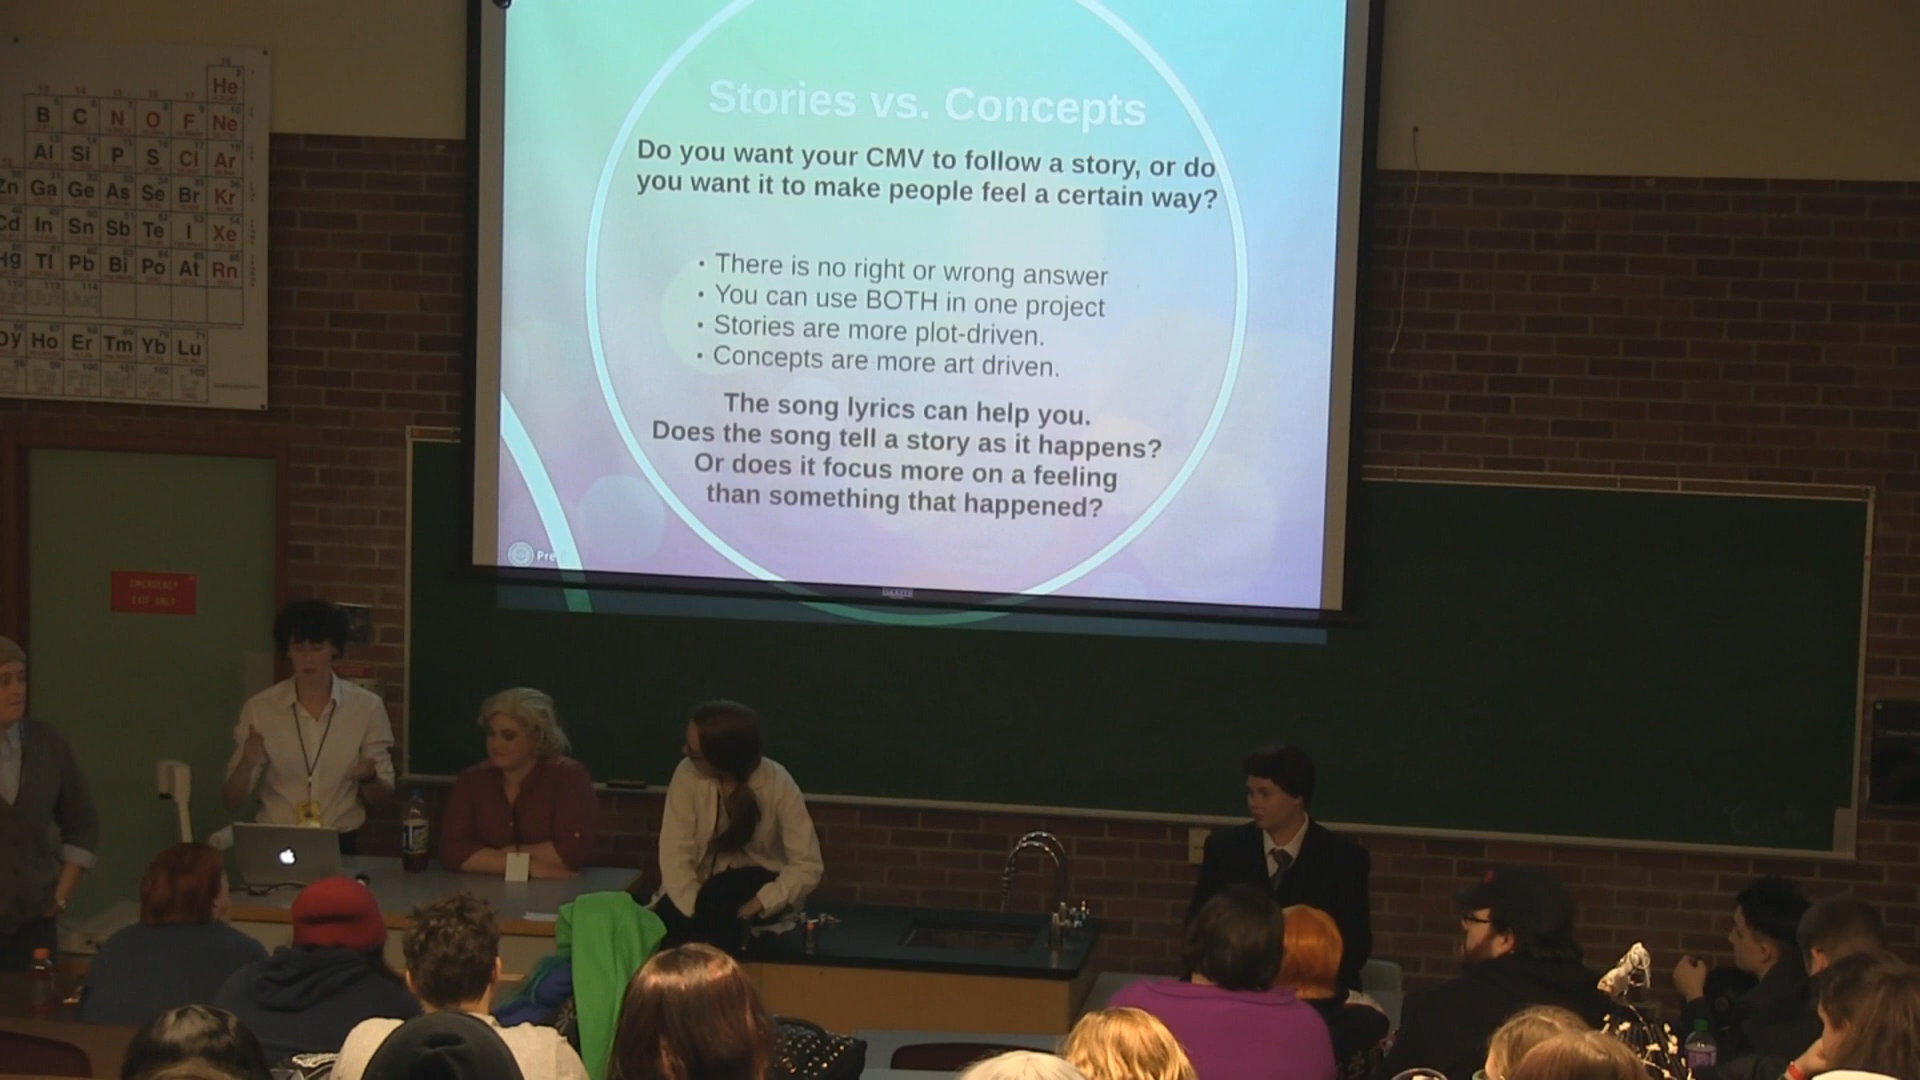 Stories vs. Concepts
Do you want your CMV to follow a story, or do
you want it to make people feel a certain way?
• There is no right or wrong answer
• You can use BOTH in one project
• Stories are more plot-driven.
• Concepts are more art driven.
The song lyrics can help you.
Does the song tell a story as it happens?
Or does it focus more on a feeling
than something that happened?
Pre
He
B C N O F Ne
Al Si P S Cl Ar
Zn Ga Ge As Se Br Kr
Cd In Sn Sb Te I Xe
Hg Tl Pb Bi Po At Rn
Dy Ho Er Tm Yb Lu
EMERGENCY
EXIT ONLY